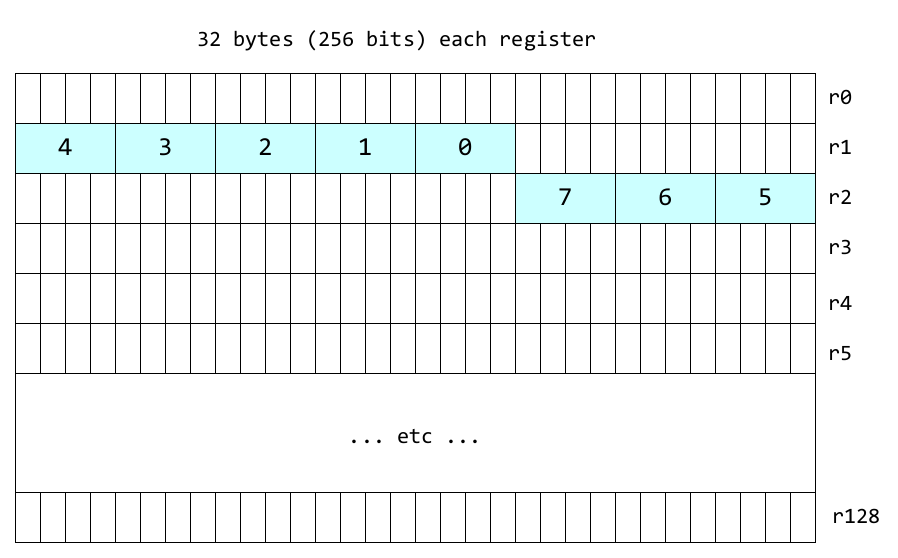 32 bytes (256 bits) each register
r0
4 3 2 1 0 r1
7 6 5 r2
r3
r4
r5
... etc ...
r128